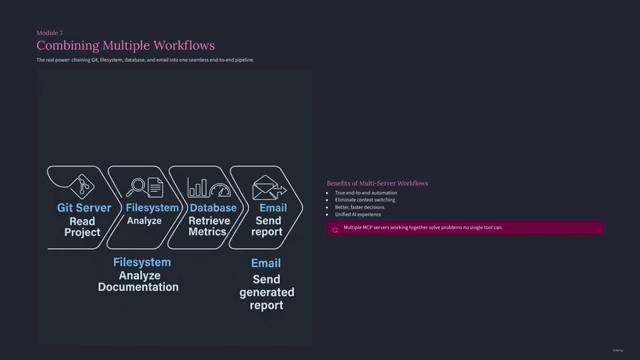 Module 7
Combining Multiple Workflows
The real power: chaining Git, filesystem, database, and email into one seamless end-to-end pipeline.
Git Server
Read
Project
Filesystem
Analyze
Database
Retrieve
Metrics
Email
Send
report
Filesystem
Analyze
Documentation
Email
Send
generated
report
Benefits of Multi-Server Workflows
True end-to-end automation
Eliminate context switching
Better, faster decisions
Unified AI experience
Multiple MCP servers working together solve problems no single tool can.